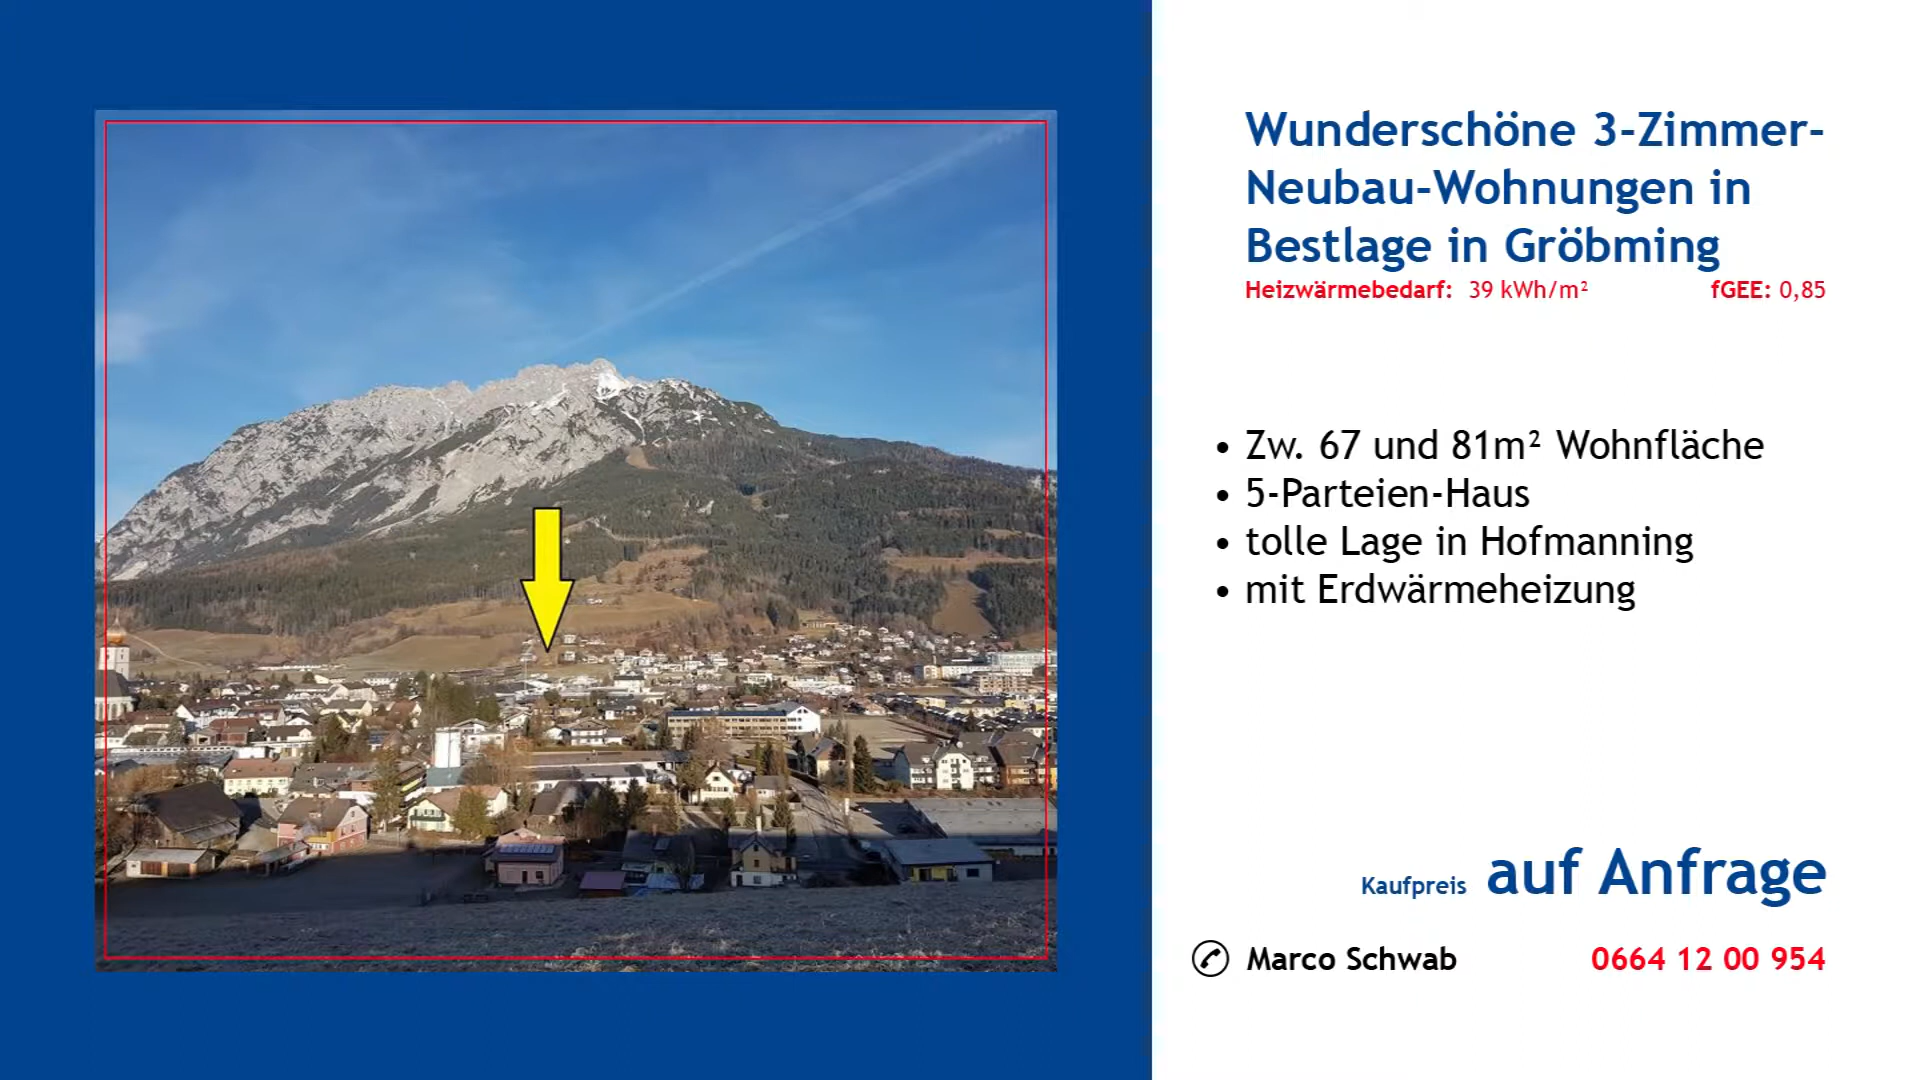 Wunderschöne 3-Zimmer-
Neubau-Wohnungen in
Bestlage in Gröbming
Heizwärmebedarf: 39 kWh/m² fGEE: 0,85
• Zw. 67 und 81m² Wohnfläche
• 5-Parteien-Haus
• tolle Lage in Hofmanning
• mit Erdwärmeheizung
Kaufpreis auf Anfrage
Marco Schwab 0664 12 00 954